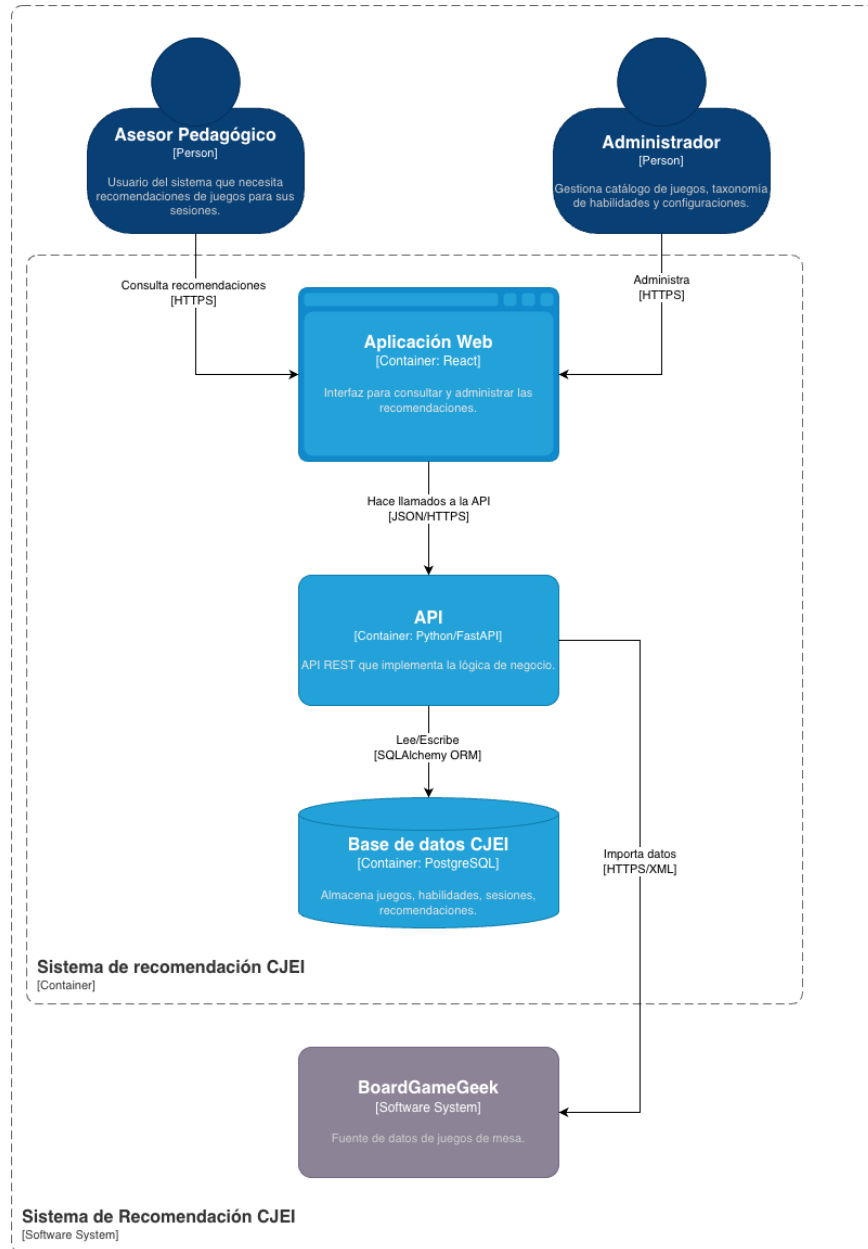 Asesor Pedagógico
[Person]
Usuario del sistema que necesita
recomendaciones de juegos para sus
sesiones.
Administrador
[Person]
Gestiona catálogo de juegos, taxonomía
de habilidades y configuraciones.
Consulta recomendaciones
[HTTPS]
Administra
[HTTPS]
Aplicación Web
[Container: React]
Interfaz para consultar y administrar las
recomendaciones.
Hace llamados a la API
[JSON/HTTPS]
API
[Container: Python/FastAPI]
API REST que implementa la lógica de negocio.
Lee/Escribe
[SQLAlchemy ORM]
Base de datos CJEI
[Container: PostgreSQL]
Almacena juegos, habilidades, sesiones,
recomendaciones.
Importa datos
[HTTPS/XML]
Sistema de recomendación CJEI
[Container]
BoardGameGeek
[Software System]
Fuente de datos de juegos de mesa.
Sistema de Recomendación CJEI
[Software System]